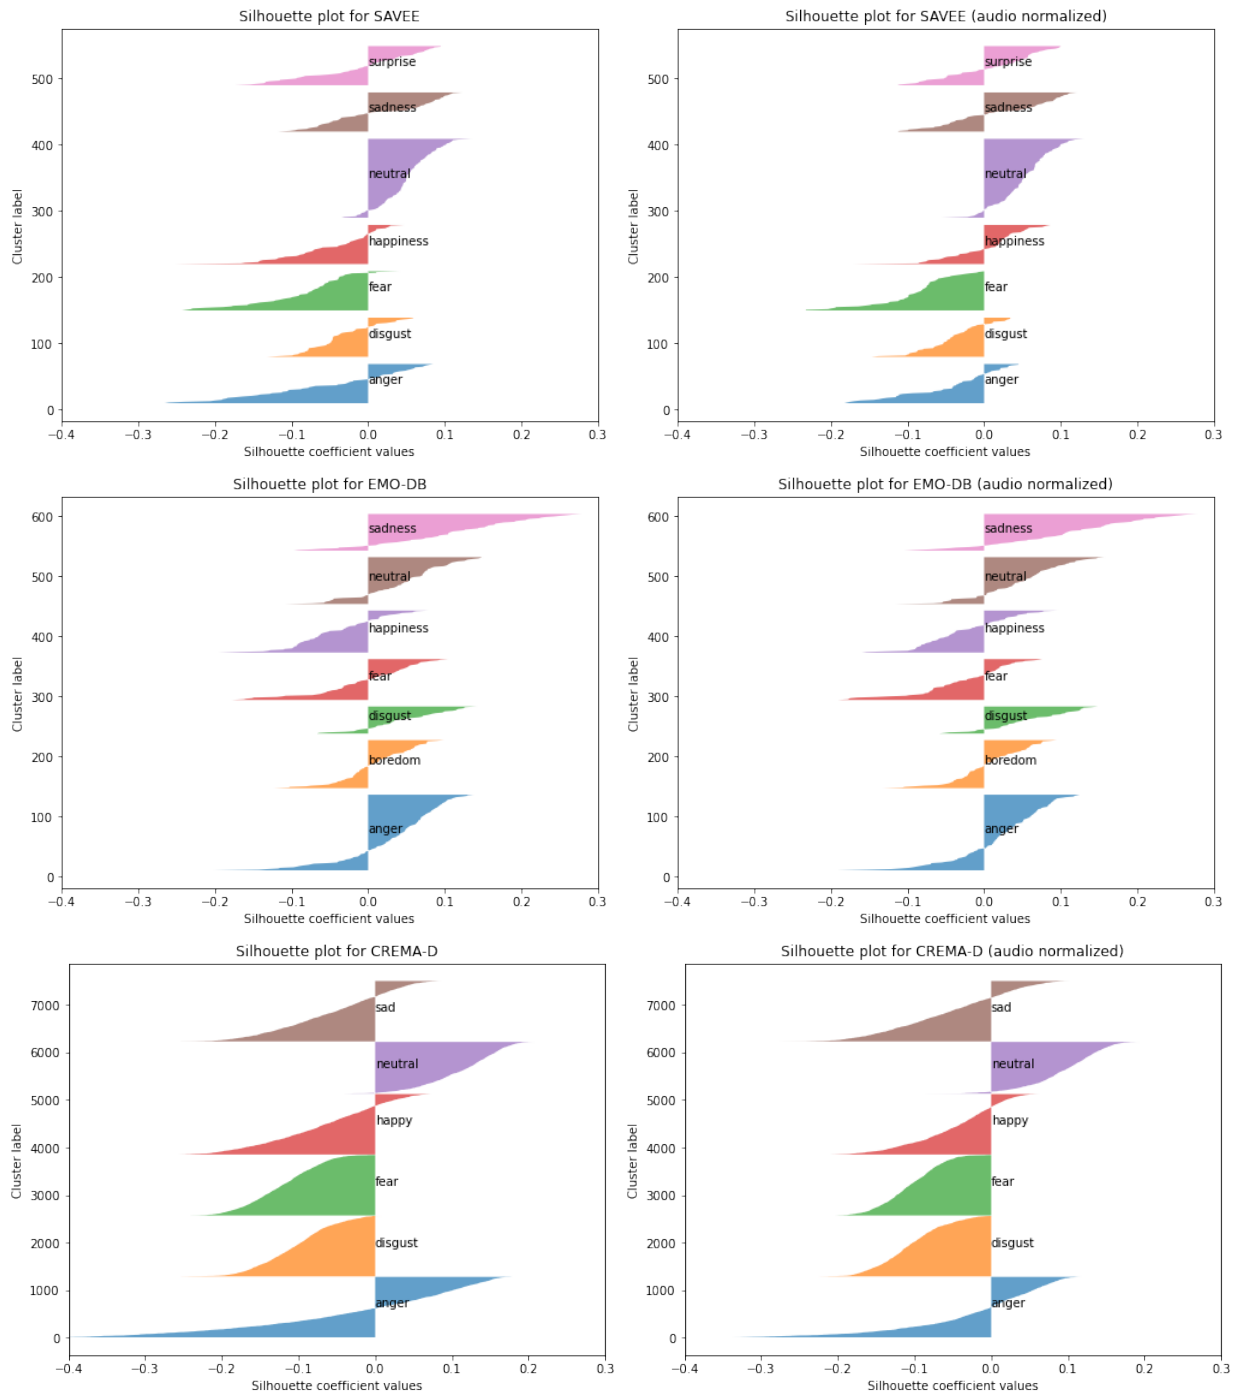 Silhouette plot for SAVEE
Cluster label
500
400
300
200
100
0
surprise
sadness
neutral
happiness
fear
disgust
anger
−0.4 −0.3 −0.2 −0.1 0.0 0.1 0.2 0.3
Silhouette coefficient values
Silhouette plot for SAVEE (audio normalized)
Cluster label
500
400
300
200
100
0
surprise
sadness
neutral
happiness
fear
disgust
anger
−0.4 −0.3 −0.2 −0.1 0.0 0.1 0.2 0.3
Silhouette coefficient values
Silhouette plot for EMO-DB
Cluster label
600
500
400
300
200
100
0
sadness
neutral
happiness
fear
disgust
boredom
anger
−0.4 −0.3 −0.2 −0.1 0.0 0.1 0.2 0.3
Silhouette coefficient values
Silhouette plot for EMO-DB (audio normalized)
Cluster label
600
500
400
300
200
100
0
sadness
neutral
happiness
fear
disgust
boredom
anger
−0.4 −0.3 −0.2 −0.1 0.0 0.1 0.2 0.3
Silhouette coefficient values
Silhouette plot for CREMA-D
Cluster label
7000
6000
5000
4000
3000
2000
1000
0
sad
neutral
happy
fear
disgust
anger
−0.4 −0.3 −0.2 −0.1 0.0 0.1 0.2 0.3
Silhouette coefficient values
Silhouette plot for CREMA-D (audio normalized)
Cluster label
7000
6000
5000
4000
3000
2000
1000
0
sad
neutral
happy
fear
disgust
anger
−0.4 −0.3 −0.2 −0.1 0.0 0.1 0.2 0.3
Silhouette coefficient values